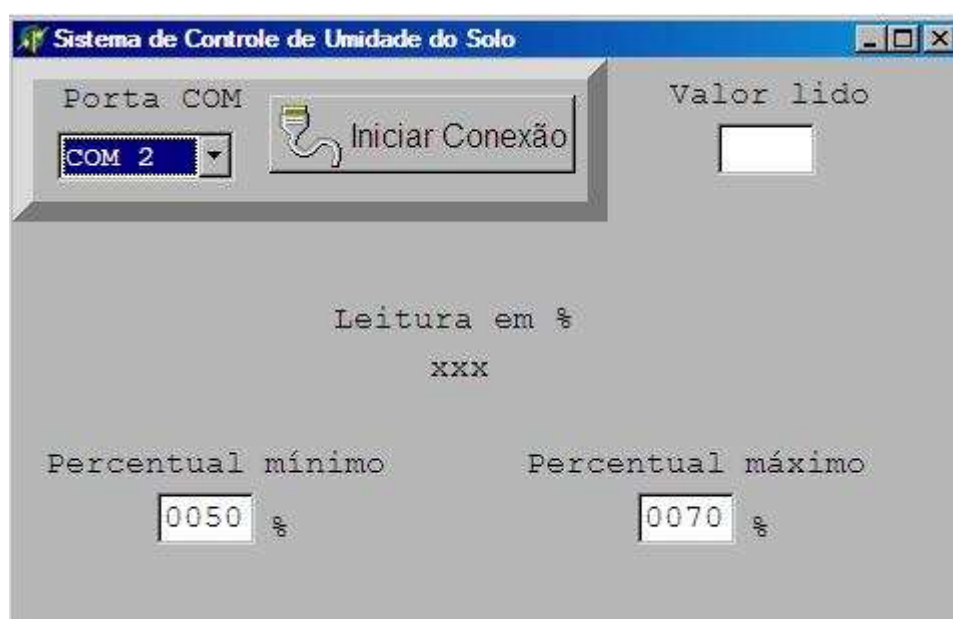 Sistema de Controle de Umidade do Solo
Porta COM
COM 2
Iniciar Conexão
Valor lido
Leitura em %
xxx
Percentual mínimo
0050 %
Percentual máximo
0070 %